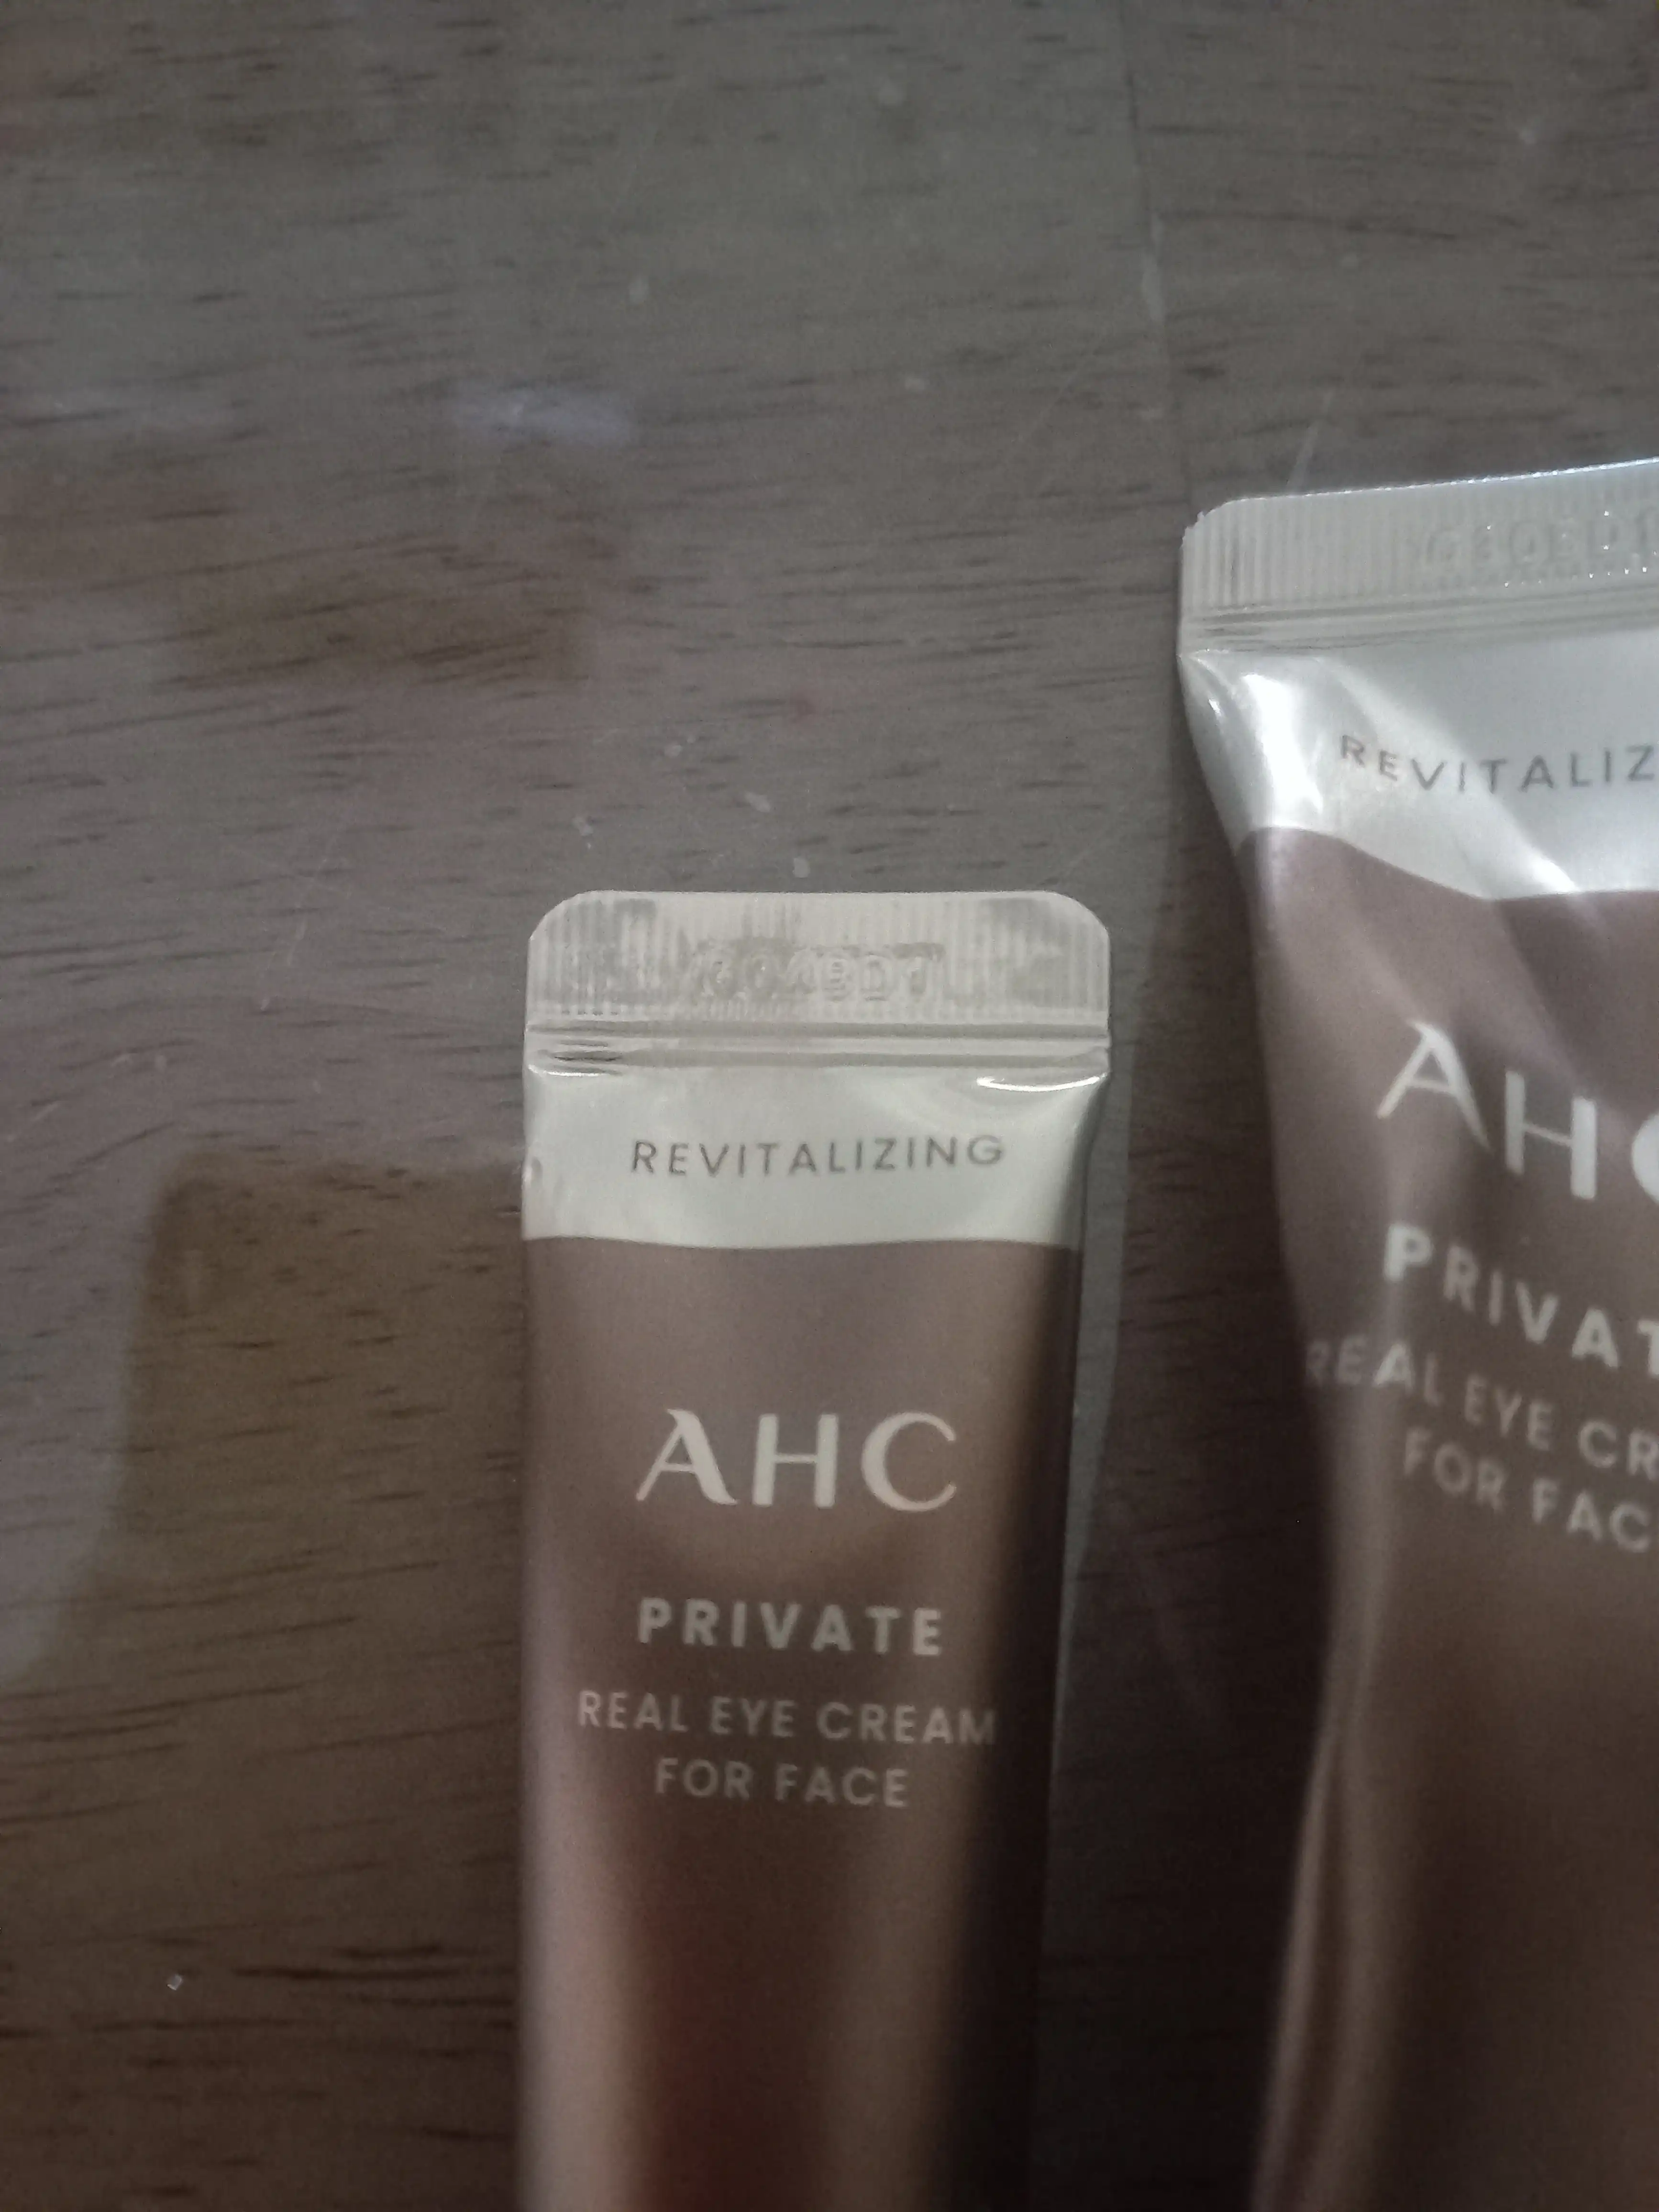 REVITALIZING
AHC
PRIVATE
REAL EYE CREAM
FOR FACE
REVITALIZ
AHC
PRIVAT
REAL EYE CR
FOR FAC